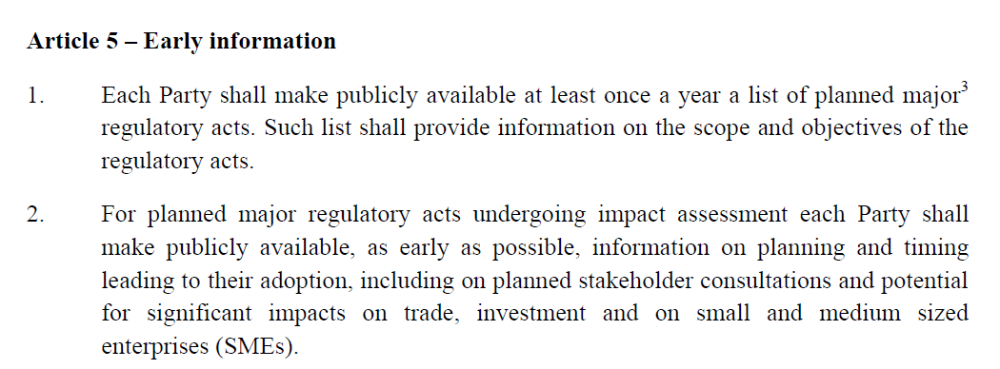 Article 5 – Early information
1. Each Party shall make publicly available at least once a year a list of planned major³
regulatory acts. Such list shall provide information on the scope and objectives of the
regulatory acts.
2. For planned major regulatory acts undergoing impact assessment each Party shall
make publicly available, as early as possible, information on planning and timing
leading to their adoption, including on planned stakeholder consultations and potential
for significant impacts on trade, investment and on small and medium sized
enterprises (SMEs).